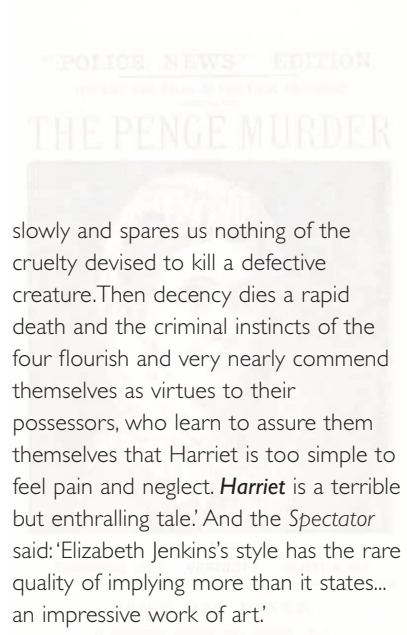 "POLICE NEWS" EDITION
THE PENGE MURDER
slowly and spares us nothing of the
cruelty devised to kill a defective
creature.Then decency dies a rapid
death and the criminal instincts of the
four flourish and very nearly commend
themselves as virtues to their
possessors, who learn to assure them
themselves that Harriet is too simple to
feel pain and neglect. Harriet is a terrible
but enthralling tale.' And the Spectator
said: 'Elizabeth Jenkins's style has the rare
quality of implying more than it states...
an impressive work of art.'